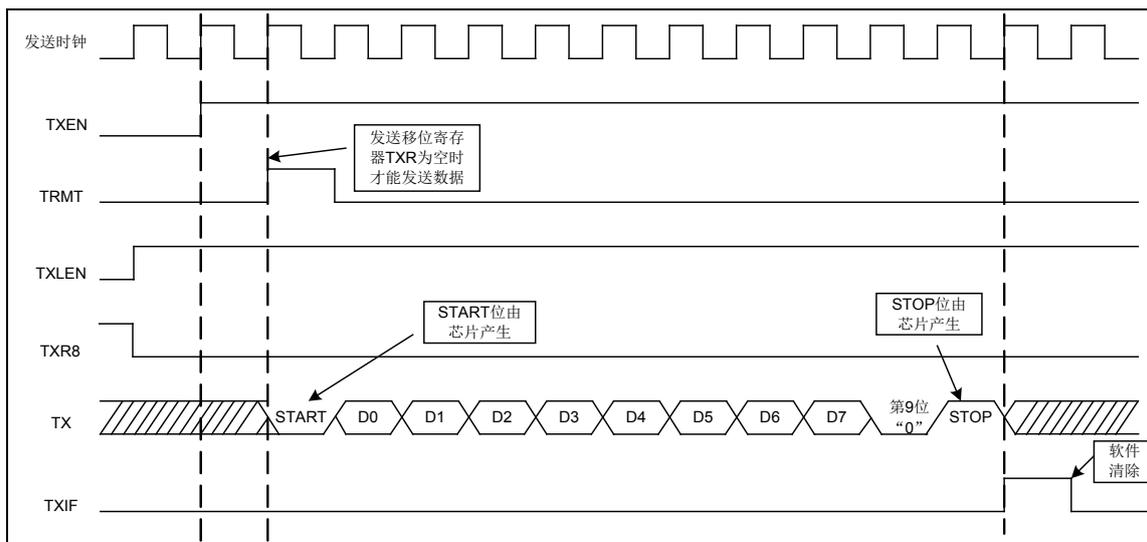 发送时钟
TXEN
发送移位寄存
器TXR为空时
才能发送数据
TRMT
TXLEN
START位由
芯片产生
STOP位由
芯片产生
TXR8
TX
START
D0
D1
D2
D3
D4
D5
D6
D7
第9位
“0”
STOP
软件
清除
TXIF